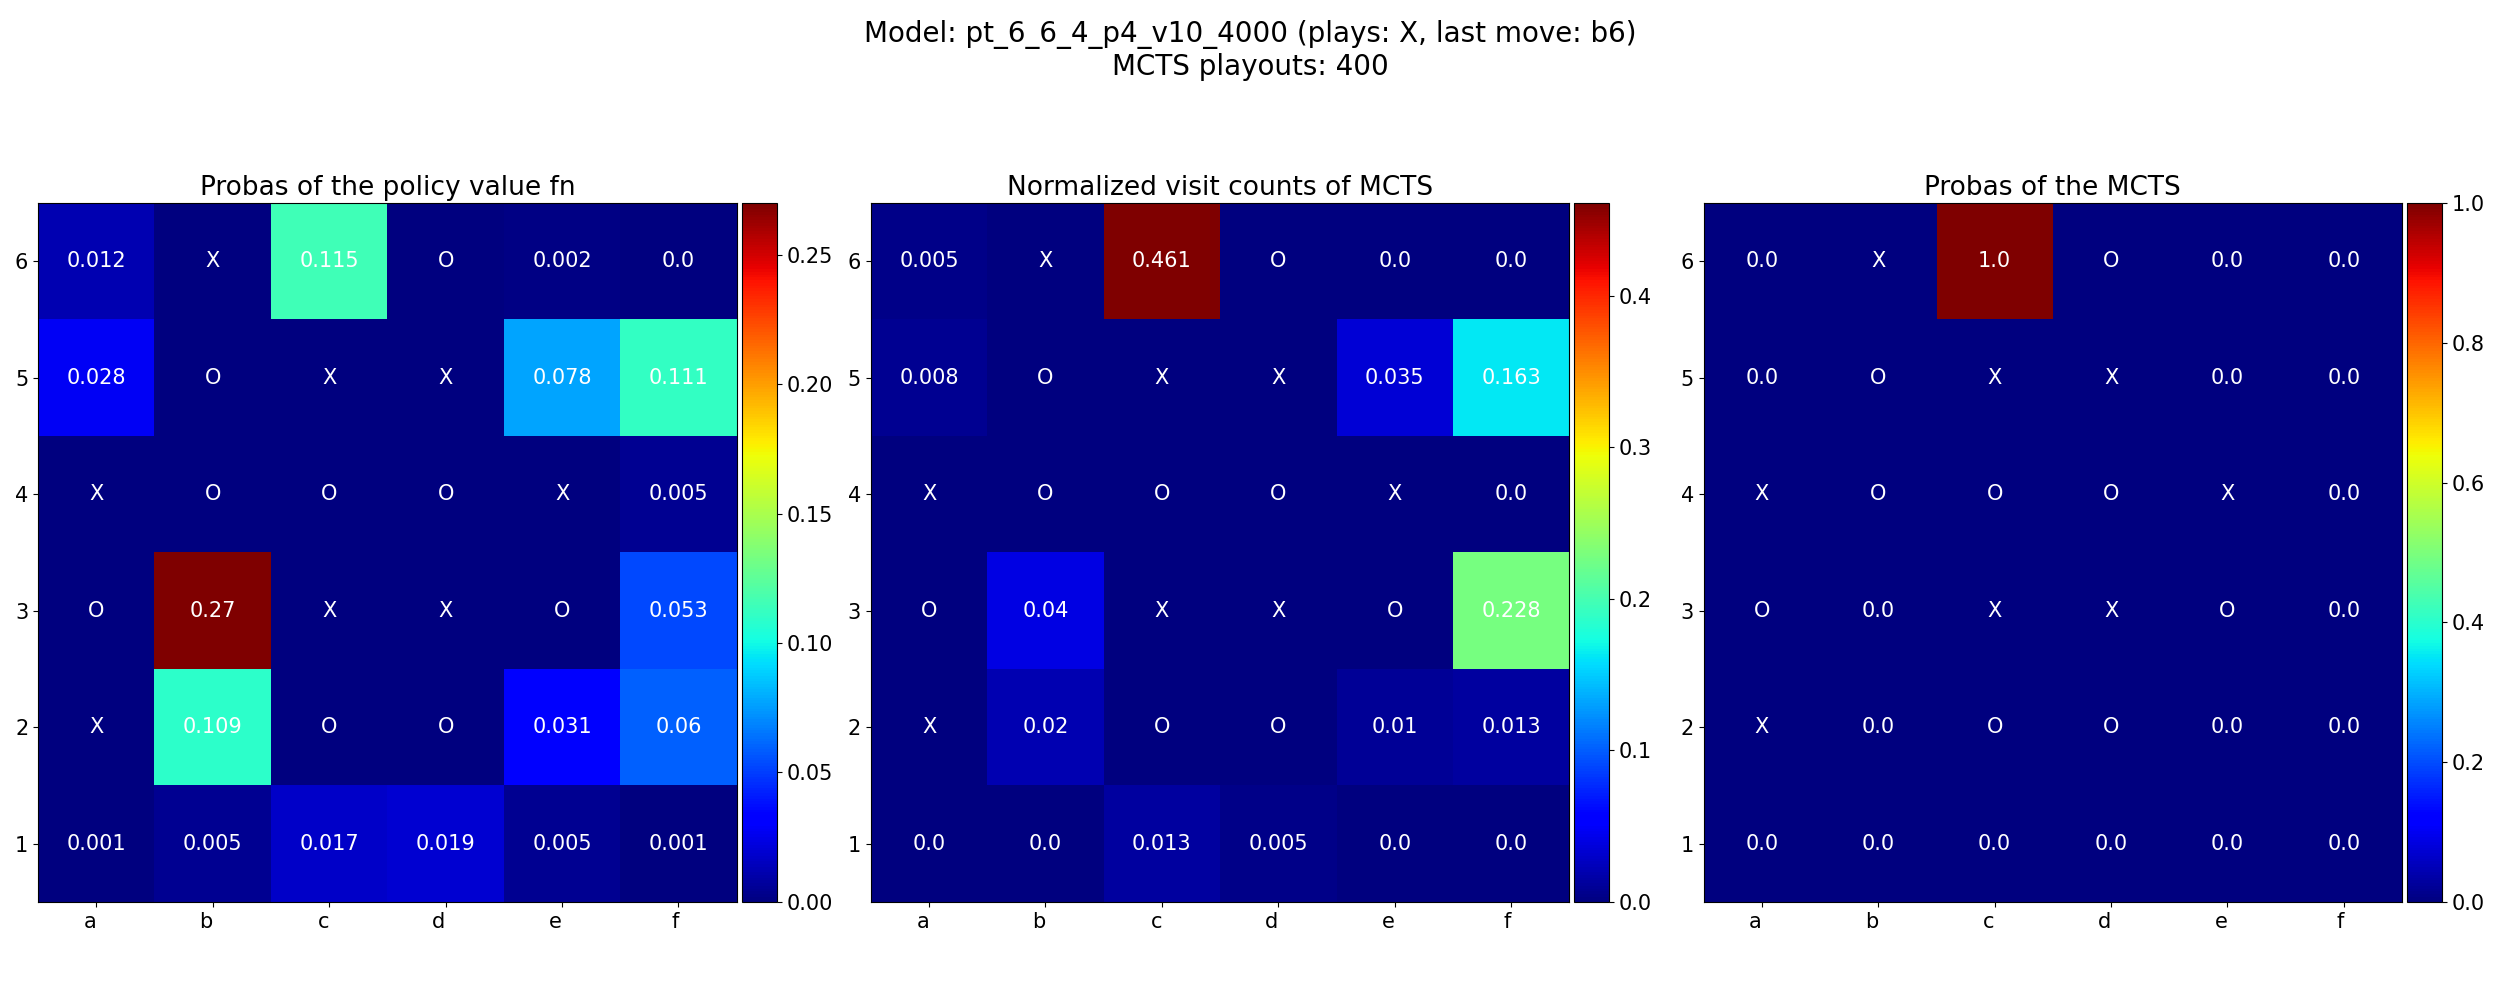 Model: pt_6_6_4_p4_v10_4000 (plays: X, last move: b6)
MCTS playouts: 400
Probas of the policy value fn
6 0.012 X 0.115 O 0.002 0.0
5 0.028 O X X 0.078 0.111
4 X O O O X 0.005
3 O 0.27 X X O 0.053
2 X 0.109 O O 0.031 0.06
1 0.001 0.005 0.017 0.019 0.005 0.001
a b c d e f
0.25
0.20
0.15
0.10
0.05
0.00
Normalized visit counts of MCTS
6 0.005 X 0.461 O 0.0 0.0
5 0.008 O X X 0.035 0.163
4 X O O O X 0.0
3 O 0.04 X X O 0.228
2 X 0.02 O O 0.01 0.013
1 0.0 0.0 0.013 0.005 0.0 0.0
a b c d e f
0.4
0.3
0.2
0.1
0.0
Probas of the MCTS
6 0.0 X 1.0 O 0.0 0.0
5 0.0 O X X 0.0 0.0
4 X O O O X 0.0
3 O 0.0 X X O 0.0
2 X 0.0 O O 0.0 0.0
1 0.0 0.0 0.0 0.0 0.0 0.0
a b c d e f
1.0
0.8
0.6
0.4
0.2
0.0